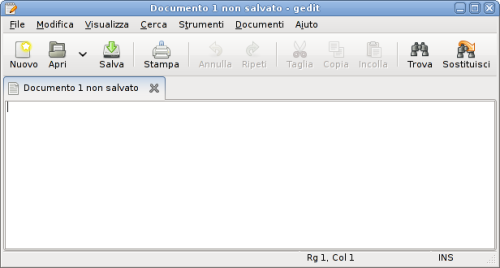 Documento 1 non salvato - gedit
File Modifica Visualizza Cerca Strumenti Documenti Aiuto
Nuovo Apri Salva Stampa Annulla Ripeti Taglia Copia Incolla Trova Sostituisci
Documento 1 non salvato
Rg 1, Col 1 INS